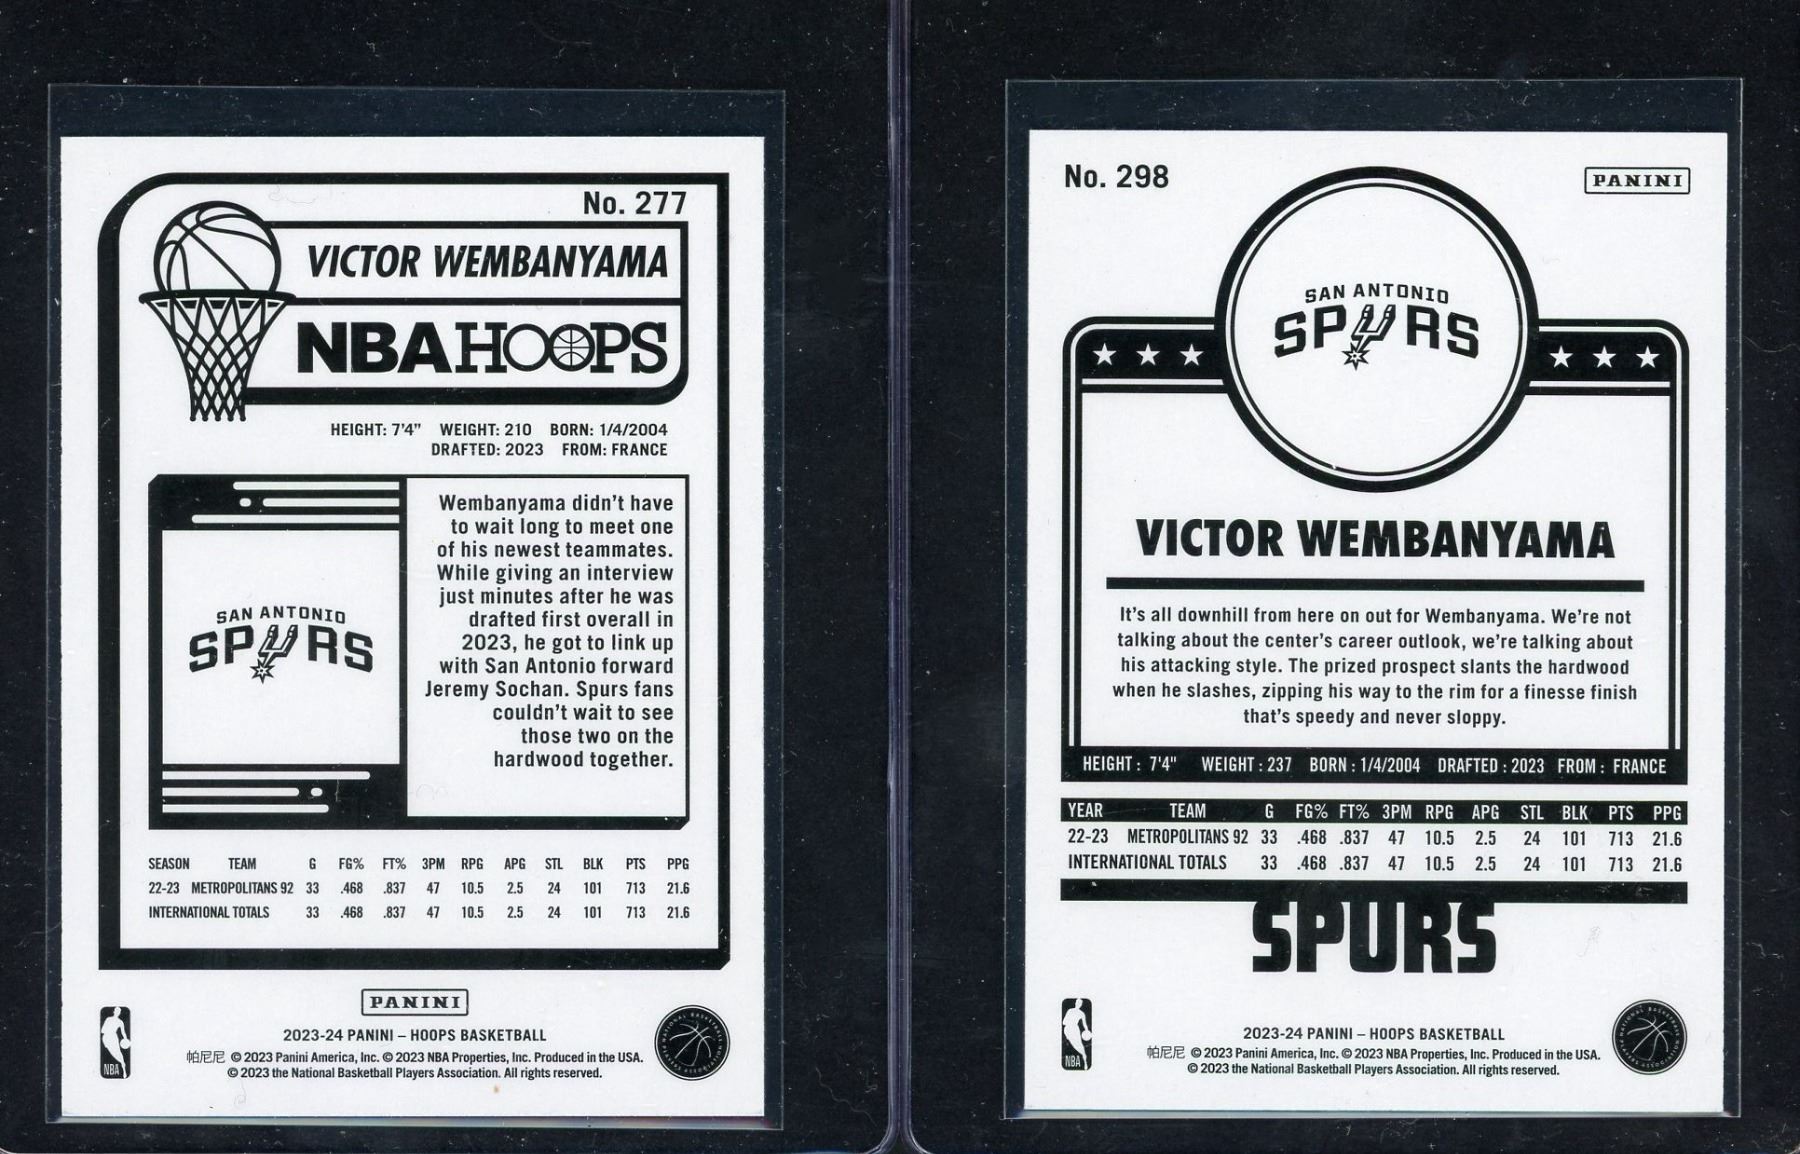 No. 277
VICTOR WEMBANYAMA
NBA HOOPS
HEIGHT: 7'4" WEIGHT: 210 BORN: 1/4/2004
DRAFTED: 2023 FROM: FRANCE
Wembanyama didn't have
to wait long to meet one
of his newest teammates.
While giving an interview
just minutes after he was
drafted first overall in
2023, he got to link up
with San Antonio forward
Jeremy Sochan. Spurs fans
couldn't wait to see
those two on the
hardwood together.
SAN ANTONIO
SPURS
SEASON TEAM G FG% FT% 3PM RPG APG STL BLK PTS PPG
22-23 METROPOLITANS 92 33 .468 .837 47 10.5 2.5 24 101 713 21.6
INTERNATIONAL TOTALS 33 .468 .837 47 10.5 2.5 24 101 713 21.6
PANINI
2023-24 PANINI – HOOPS BASKETBALL
帕尼尼 © 2023 Panini America, Inc. © 2023 NBA Properties, Inc. Produced in the USA.
© 2023 the National Basketball Players Association. All rights reserved.
NBA
No. 298
PANINI
SAN ANTONIO
SPURS
VICTOR WEMBANYAMA
It's all downhill from here on out for Wembanyama. We're not
talking about the center's career outlook, we're talking about
his attacking style. The prized prospect slants the hardwood
when he slashes, zipping his way to the rim for a finesse finish
that's speedy and never sloppy.
HEIGHT: 7'4" WEIGHT: 237 BORN: 1/4/2004 DRAFTED: 2023 FROM: FRANCE
YEAR TEAM G FG% FT% 3PM RPG APG STL BLK PTS PPG
22-23 METROPOLITANS 92 33 .468 .837 47 10.5 2.5 24 101 713 21.6
INTERNATIONAL TOTALS 33 .468 .837 47 10.5 2.5 24 101 713 21.6
SPURS
2023-24 PANINI – HOOPS BASKETBALL
帕尼尼 © 2023 Panini America, Inc. © 2023 NBA Properties, Inc. Produced in the USA.
© 2023 the National Basketball Players Association. All rights reserved.
NBA